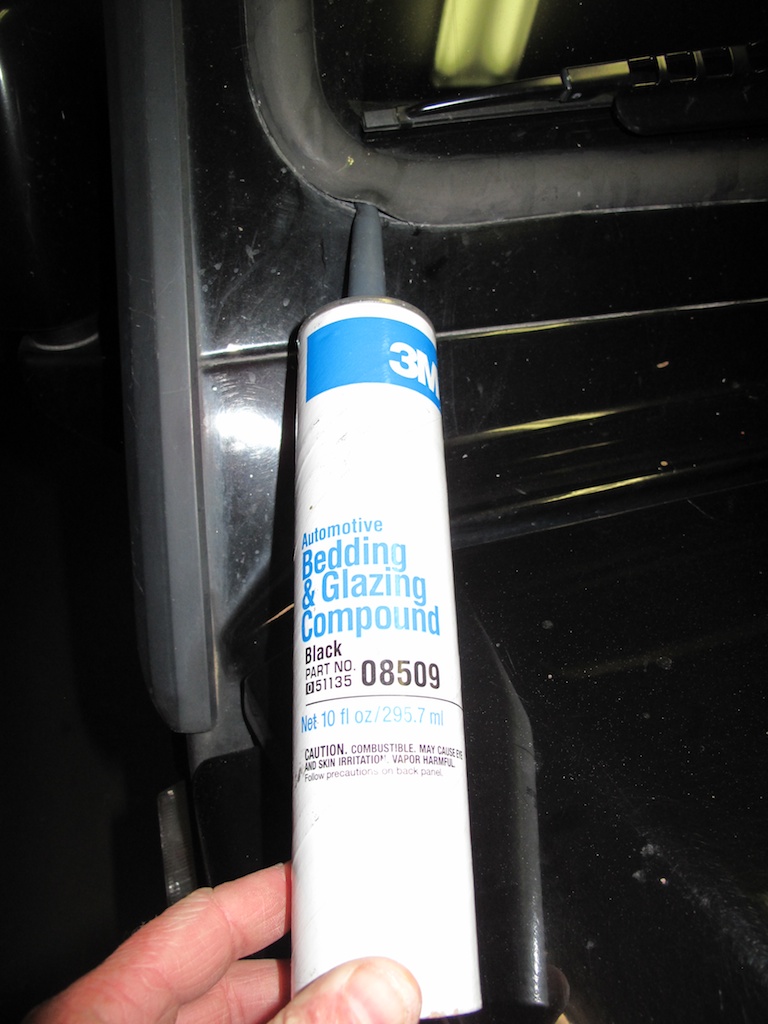 3M
Automotive
Bedding
& Glazing
Compound
Black
PART NO.
051135 08509
Net 10 fl oz/295.7 ml
CAUTION. COMBUSTIBLE. MAY CAUSE EYE
AND SKIN IRRITATION. VAPOR HARMFUL.
Follow precautions on back panel.